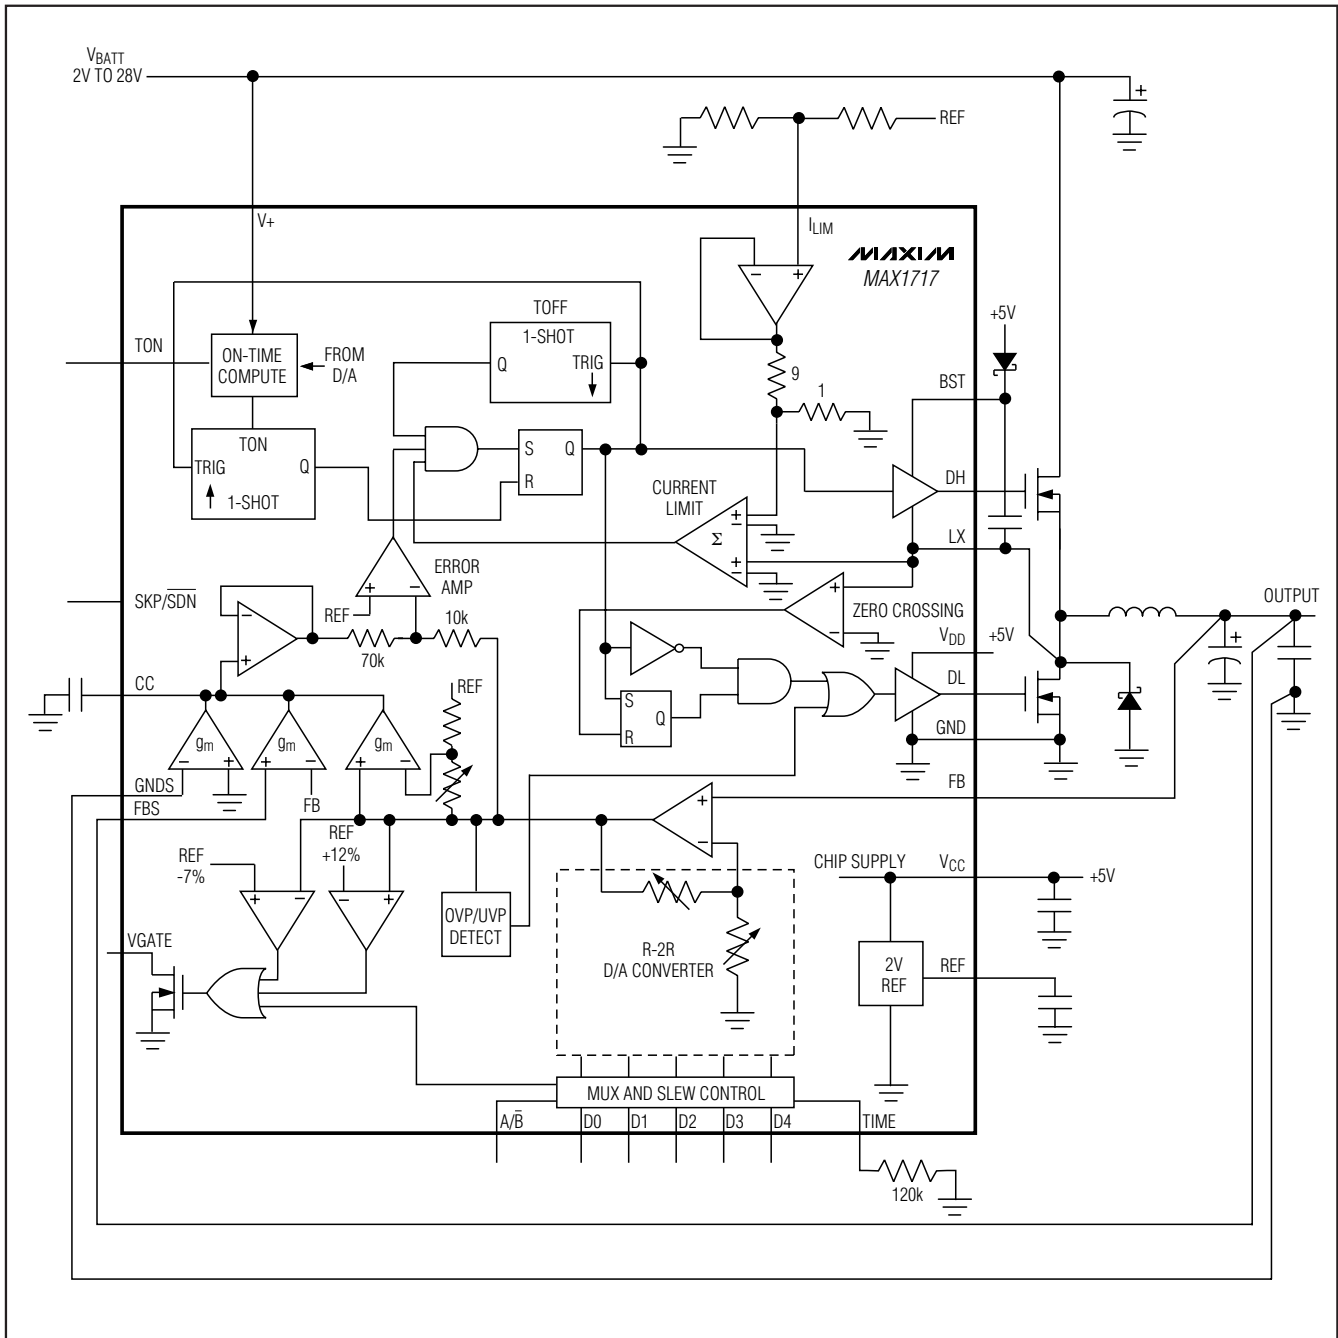 VBATT
2V TO 28V
REF
V+
ILIM
MAXIM
MAX1717
TOFF
1-SHOT
Q
TRIG
+5V
TON
ON-TIME
COMPUTE
FROM
D/A
9
1
BST
TON
TRIG
Q
1-SHOT
S
Q
R
CURRENT
LIMIT
+
−
Σ
+
−
DH
LX
ERROR
AMP
+
−
SKP/SDN
REF
10k
70k
−
+
+
−
ZERO CROSSING
VDD
+5V
OUTPUT
+
CC
REF
S
Q
R
DL
GND
gm
gm
gm
−
+
+
−
+
−
GNDS
FBS
FB
FB
+
−
REF
-7%
REF
+12%
+
−
−
+
OVP/UVP
DETECT
CHIP SUPPLY
VCC
+5V
VGATE
R-2R
D/A CONVERTER
2V
REF
REF
MUX AND SLEW CONTROL
A/B̅
D0
D1
D2
D3
D4
TIME
120k